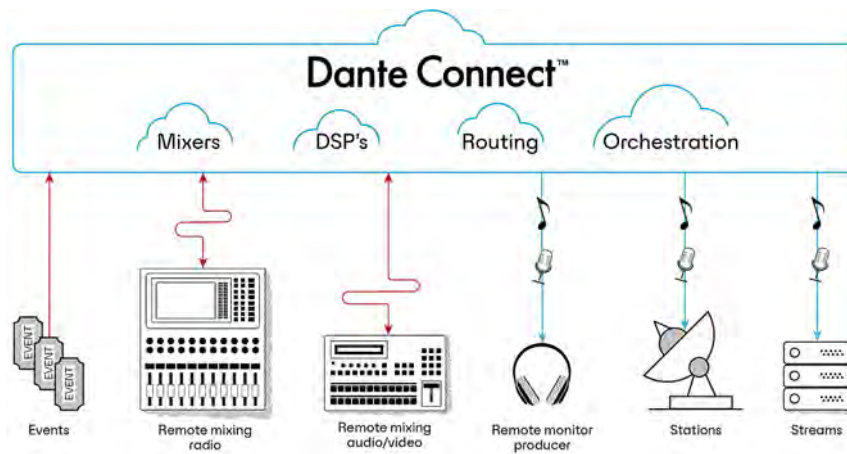 Dante Connect™
Mixers
DSP's
Routing
Orchestration
EVENT
EVENT
EVENT
Events
Remote mixing
radio
Remote mixing
audio/video
Remote monitor
producer
Stations
Streams